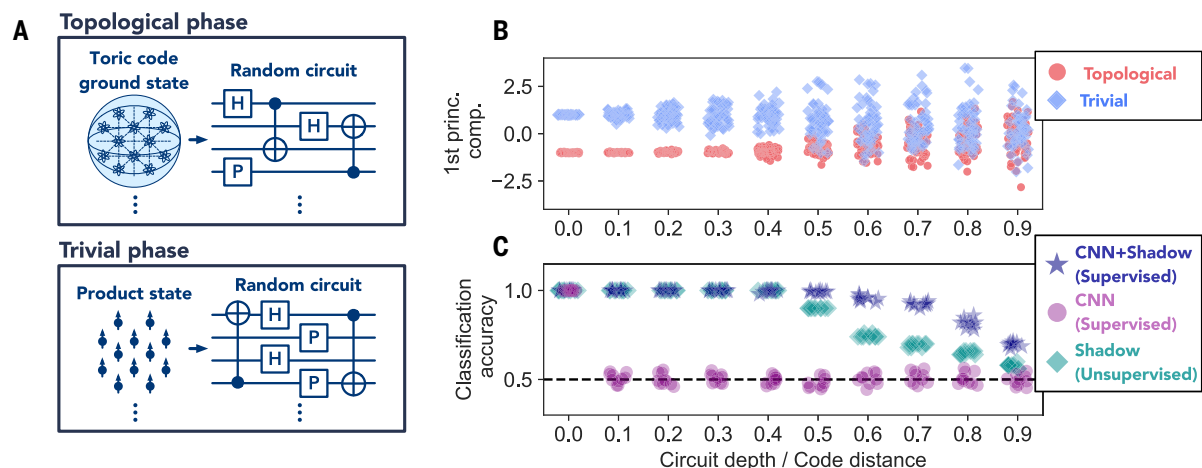 A
Topological phase
Toric code
ground state
Random circuit
H
H
P
Trivial phase
Product state
Random circuit
H
P
H
P
B
1st princ.
comp.
2.5
0.0
−2.5
0.0 0.1 0.2 0.3 0.4 0.5 0.6 0.7 0.8 0.9
Topological
Trivial
C
Classification
accuracy
1.0
0.5
0.0 0.1 0.2 0.3 0.4 0.5 0.6 0.7 0.8 0.9
Circuit depth / Code distance
CNN+Shadow
(Supervised)
CNN
(Supervised)
Shadow
(Unsupervised)